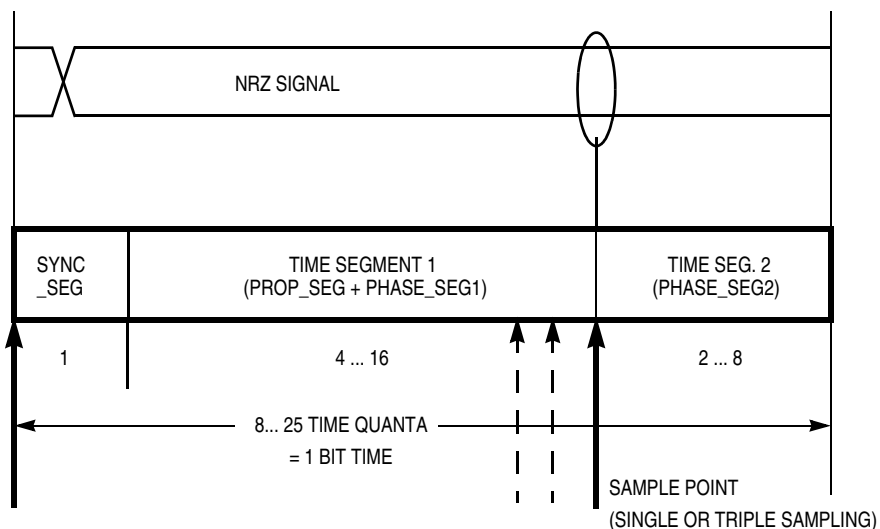 NRZ SIGNAL
SYNC
_SEG
TIME SEGMENT 1
(PROP_SEG + PHASE_SEG1)
TIME SEG. 2
(PHASE_SEG2)
1
4 ... 16
2 ... 8
8... 25 TIME QUANTA
= 1 BIT TIME
SAMPLE POINT
(SINGLE OR TRIPLE SAMPLING)